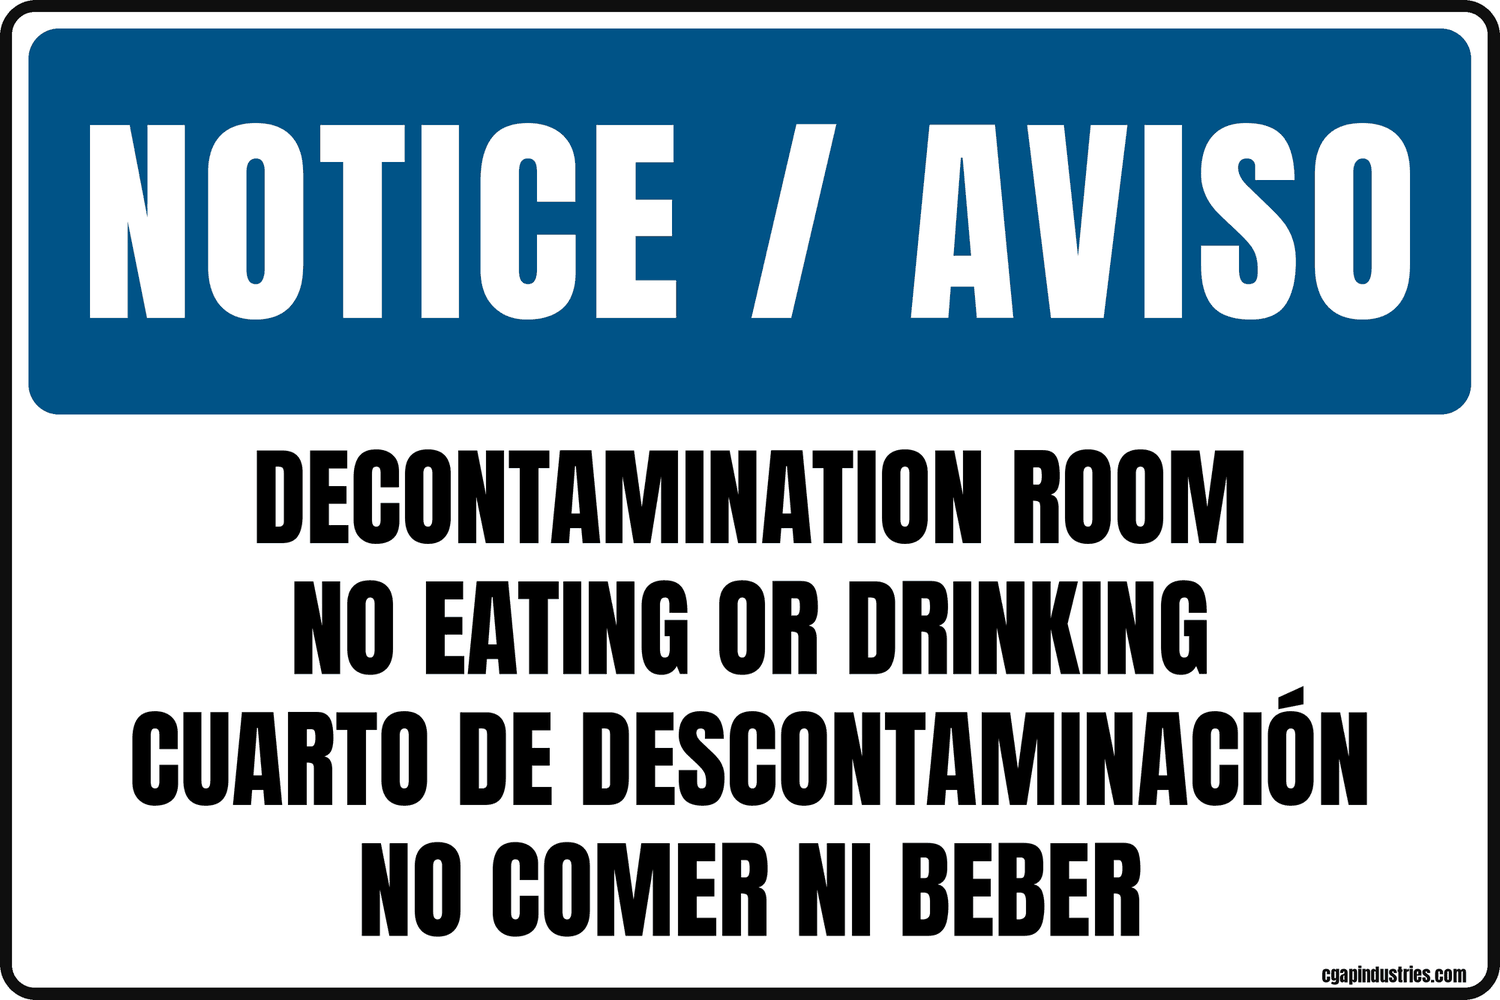 NOTICE / AVISO
DECONTAMINATION ROOM
NO EATING OR DRINKING
CUARTO DE DESCONTAMINACIÓN
NO COMER NI BEBER
cgapindustries.com